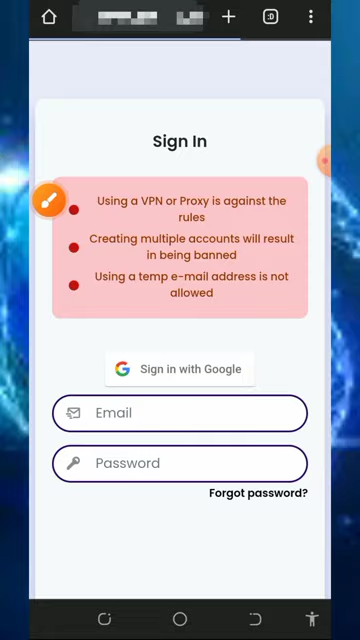 :D
Sign In
Using a VPN or Proxy is against the
rules
Creating multiple accounts will result
in being banned
Using a temp e-mail address is not
allowed
Sign in with Google
Email
Password
Forgot password?